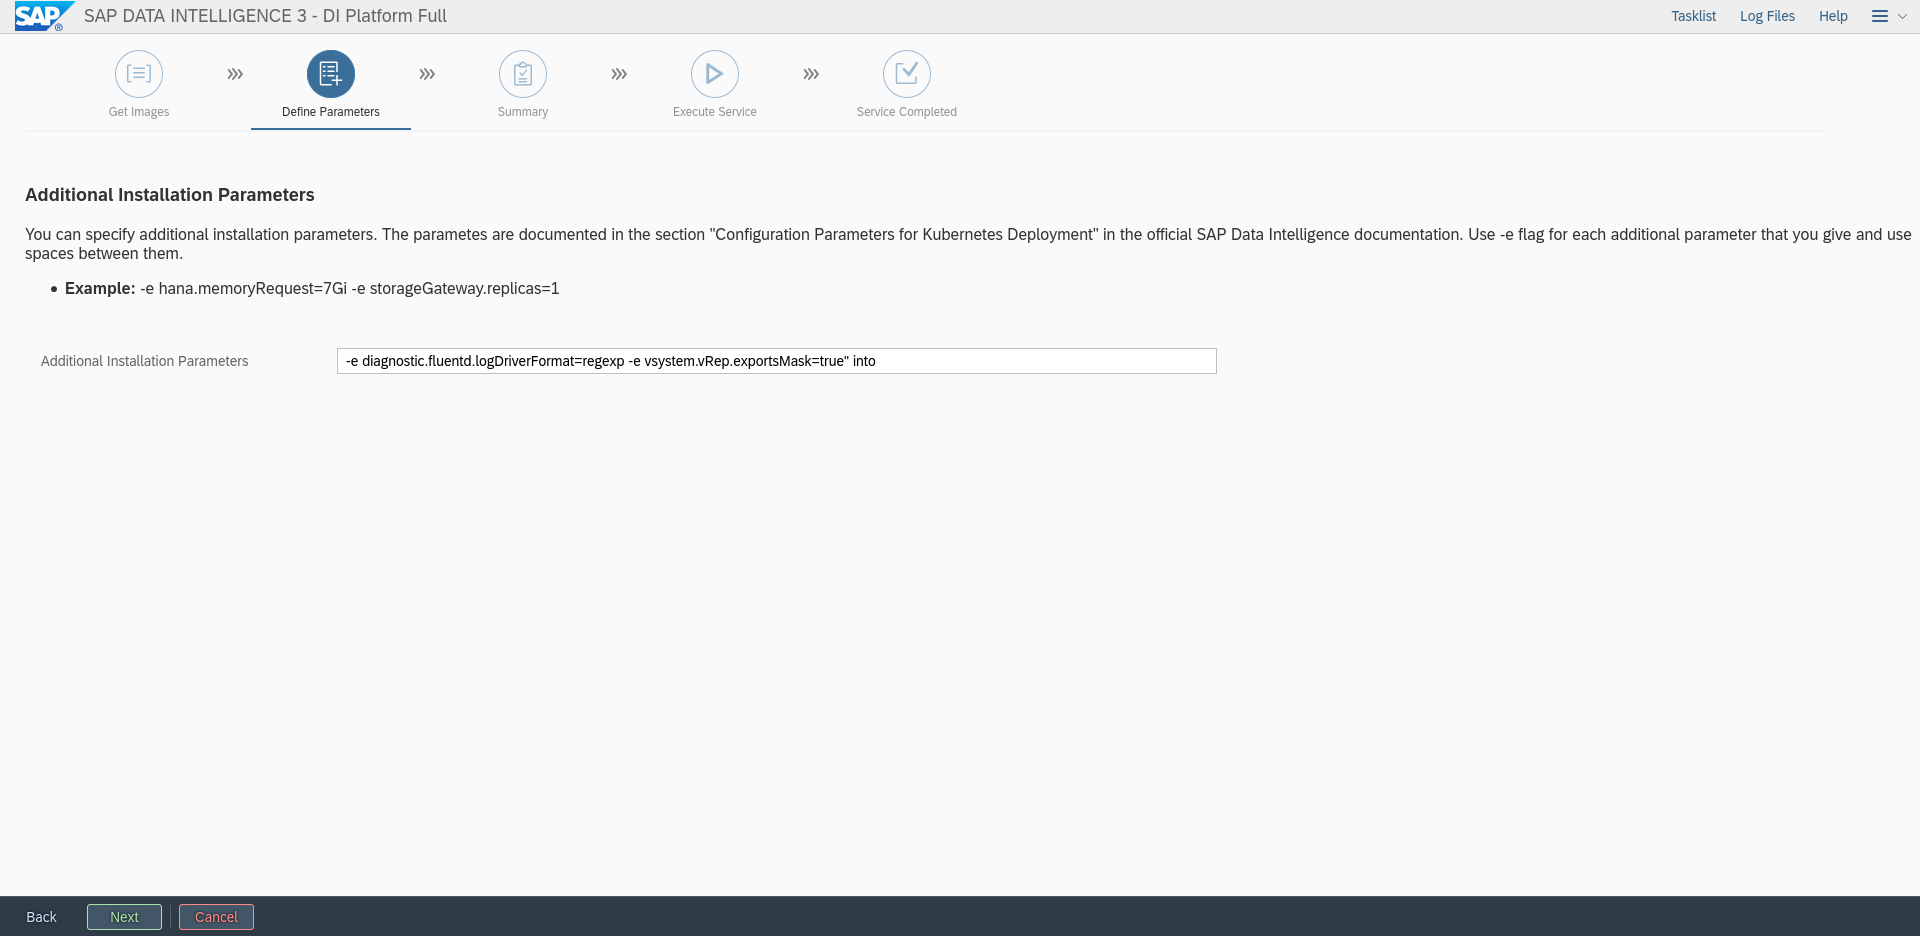 SAP ® SAP DATA INTELLIGENCE 3 - DI Platform Full Tasklist Log Files Help
Get Images Define Parameters Summary Execute Service Service Completed
Additional Installation Parameters
You can specify additional installation parameters. The parametes are documented in the section "Configuration Parameters for Kubernetes Deployment" in the official SAP Data Intelligence documentation. Use -e flag for each additional parameter that you give and use
spaces between them.
• Example: -e hana.memoryRequest=7Gi -e storageGateway.replicas=1
Additional Installation Parameters -e diagnostic.fluentd.logDriverFormat=regexp -e vsystem.vRep.exportsMask=true" into
Back Next Cancel